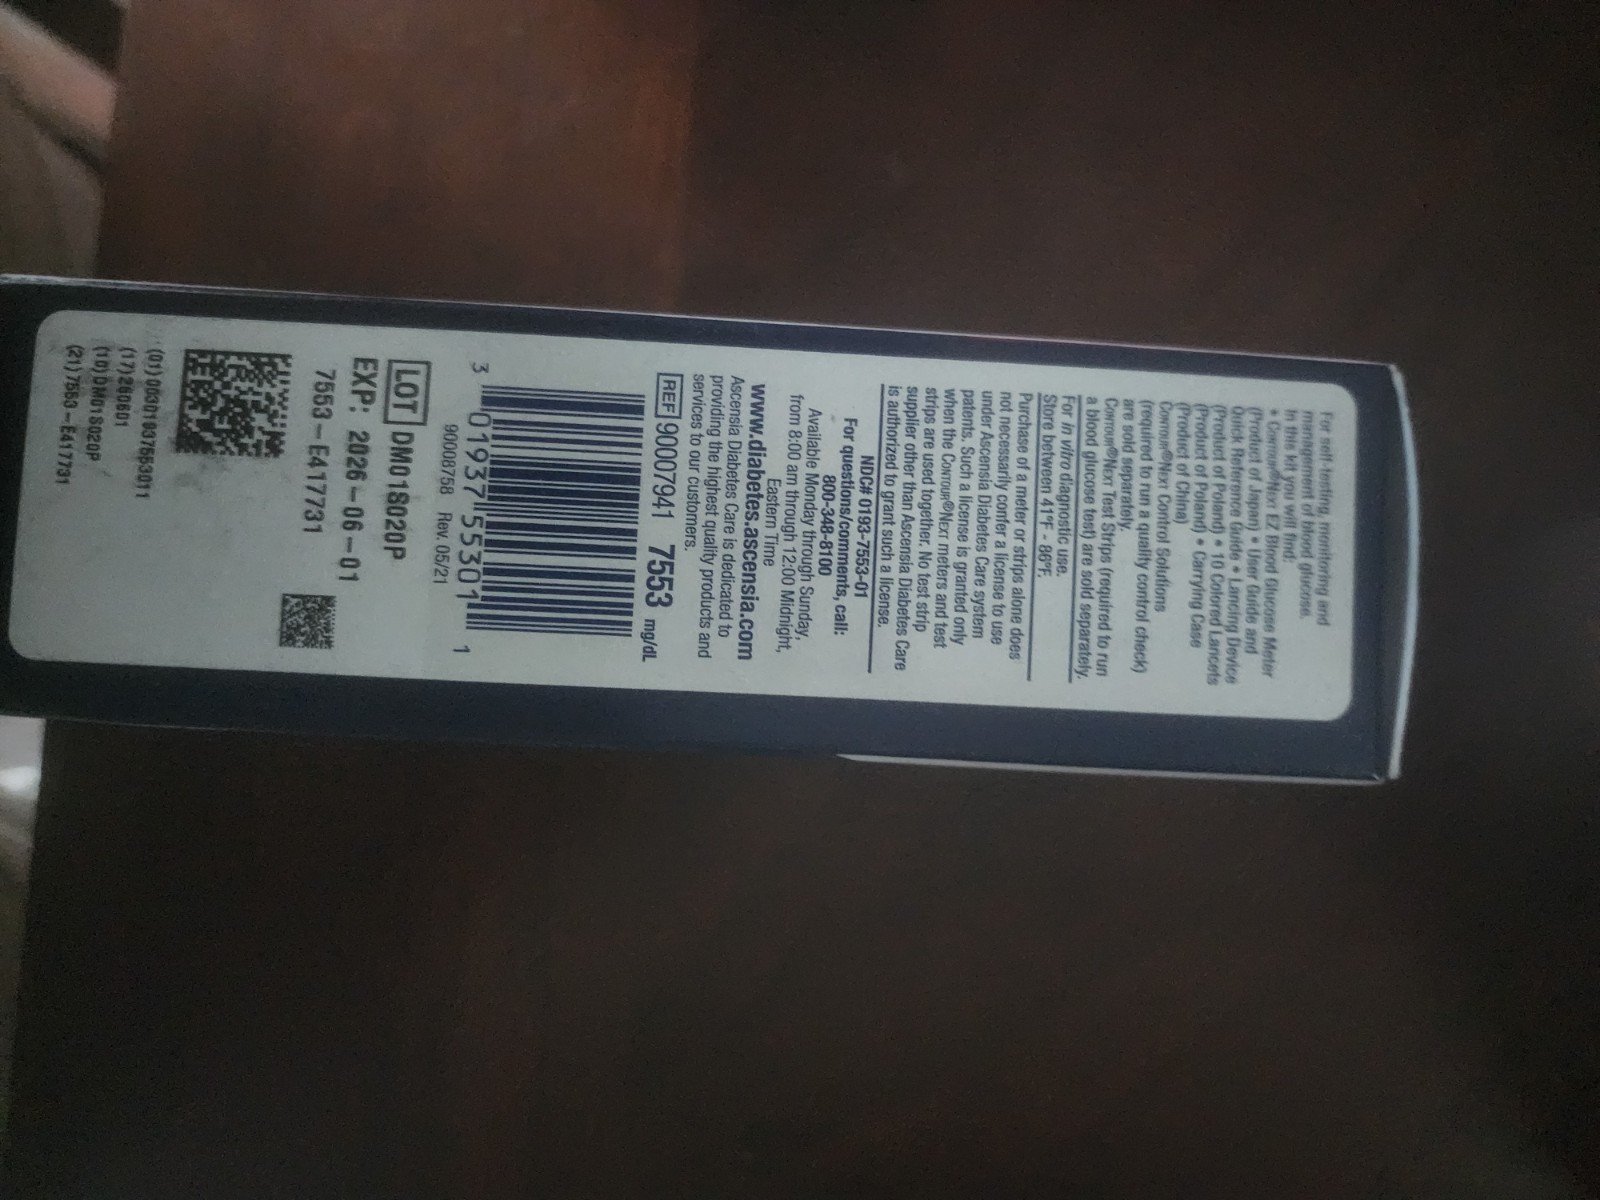 For self-testing, monitoring and
management of blood glucose.
In this kit you will find:
• CONTOUR®NEXT EZ Blood Glucose Meter
(Product of Japan) • User Guide and
Quick Reference Guide • Lancing Device
(Product of Poland) • 10 Colored Lancets
(Product of Poland) • Carrying Case
(Product of China)
CONTOUR®NEXT Control Solutions
(required to run a quality control check)
are sold separately.
CONTOUR®NEXT Test Strips (required to run
a blood glucose test) are sold separately.
For in vitro diagnostic use.
Store between 41°F - 86°F.
Purchase of a meter or strips alone does
not necessarily confer a license to use
under Ascensia Diabetes Care system
patents. Such a license is granted only
when the CONTOUR®NEXT meters and test
strips are used together. No test strip
supplier other than Ascensia Diabetes Care
is authorized to grant such a license.
NDC# 0193-7553-01
For questions/comments, call:
800-348-8100
Available Monday through Sunday,
from 8:00 am through 12:00 Midnight,
Eastern Time
www.diabetes.ascensia.com
Ascensia Diabetes Care is dedicated to
providing the highest quality products and
services to our customers.
REF 90007941 7553 mg/dL
3 01937 55301 1
90008758 Rev. 05/21
LOT DM01S020P
EXP: 2026-06-01
7553-E417731
(01) 00301937553011
(17) 260601
(10) DM01S020P
(21) 7553-E417731